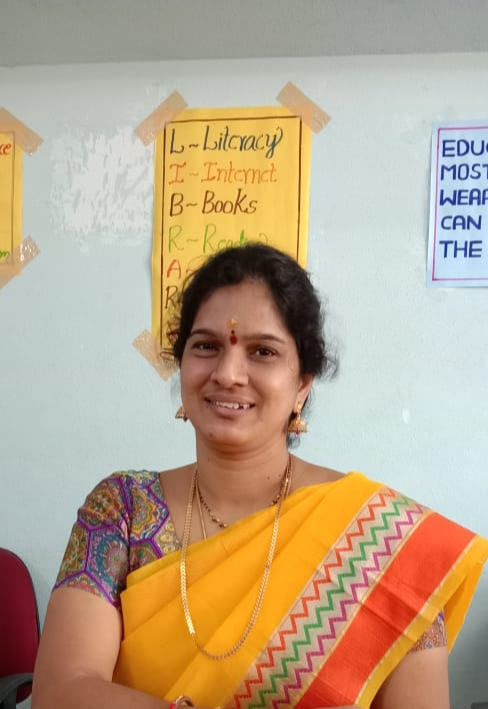 L ~ Literacy
I ~ Internet
B ~ Books
R ~
A
R
EDUC
MOST
WEAP
CAN
THE